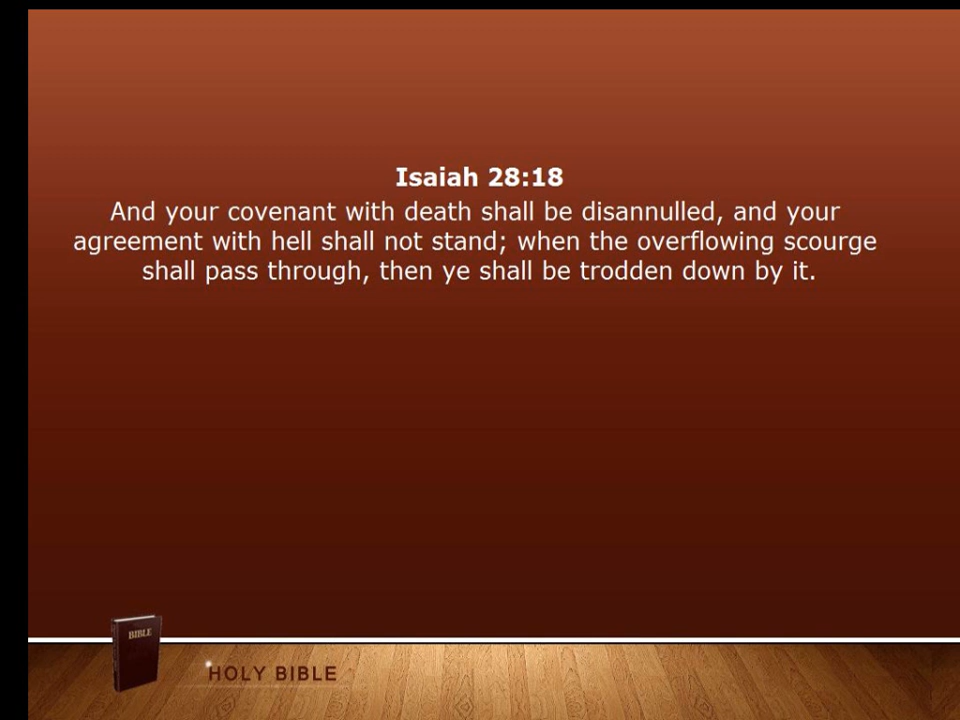 Isaiah 28:18
And your covenant with death shall be disannulled, and your
agreement with hell shall not stand; when the overflowing scourge
shall pass through, then ye shall be trodden down by it.
BIBLE
HOLY BIBLE